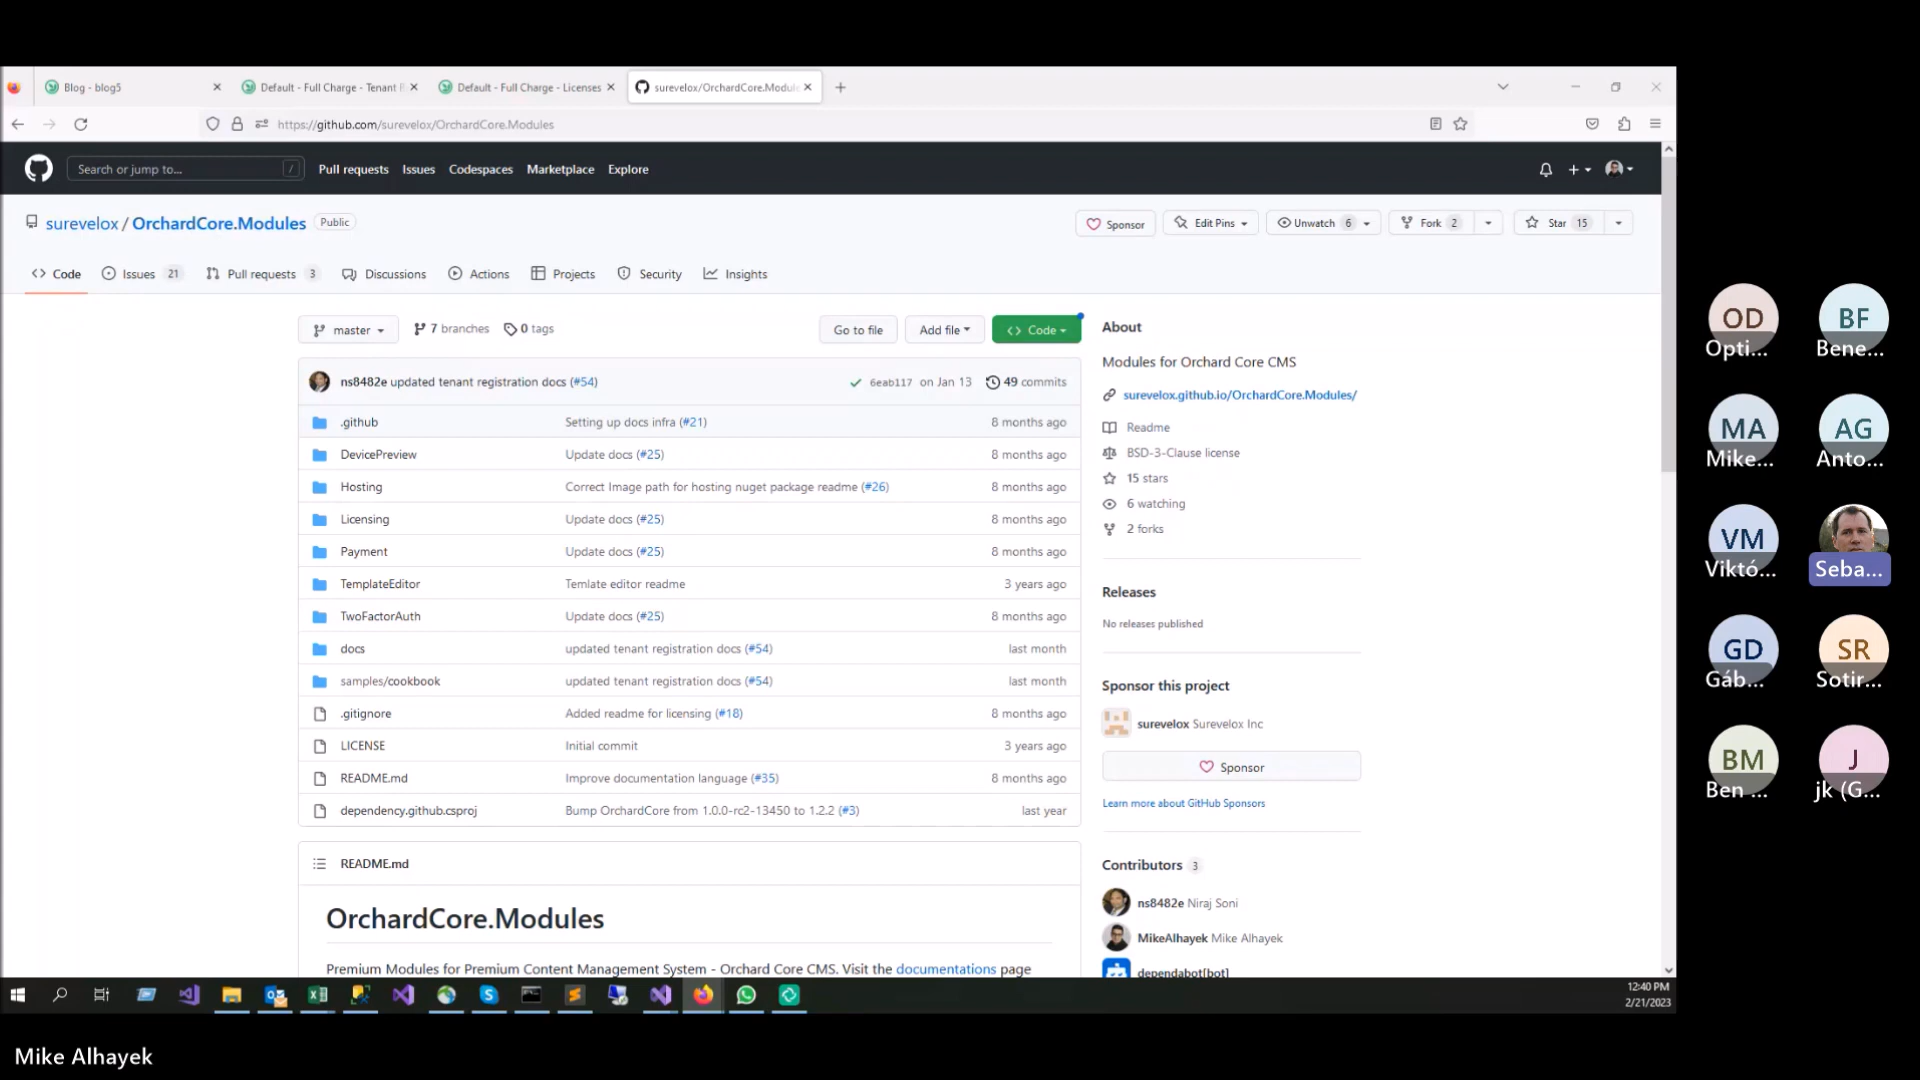 Blog - blog5
Default - Full Charge - Tenant
Default - Full Charge - Licenses
surevelox/OrchardCore.Module
https://github.com/surevelox/OrchardCore.Modules
Search or jump to... / Pull requests Issues Codespaces Marketplace Explore
surevelox / OrchardCore.Modules Public
Sponsor Edit Pins Unwatch 6 Fork 2 Star 15
Code Issues 21 Pull requests 3 Discussions Actions Projects Security Insights
master 7 branches 0 tags Go to file Add file Code
ns8482e updated tenant registration docs (#54) 6eab117 on Jan 13 49 commits
.github Setting up docs infra (#21) 8 months ago
DevicePreview Update docs (#25) 8 months ago
Hosting Correct Image path for hosting nuget package readme (#26) 8 months ago
Licensing Update docs (#25) 8 months ago
Payment Update docs (#25) 8 months ago
TemplateEditor Temlate editor readme 3 years ago
TwoFactorAuth Update docs (#25) 8 months ago
docs updated tenant registration docs (#54) last month
samples/cookbook updated tenant registration docs (#54) last month
.gitignore Added readme for licensing (#18) 8 months ago
LICENSE Initial commit 3 years ago
README.md Improve documentation language (#35) 8 months ago
dependency.github.csproj Bump OrchardCore from 1.0.0-rc2-13450 to 1.2.2 (#3) last year
README.md
OrchardCore.Modules
Premium Modules for Premium Content Management System - Orchard Core CMS. Visit the documentations page
About
Modules for Orchard Core CMS
surevelox.github.io/OrchardCore.Modules/
Readme
BSD-3-Clause license
15 stars
6 watching
2 forks
Releases
No releases published
Sponsor this project
surevelox Surevelox Inc
Sponsor
Learn more about GitHub Sponsors
Contributors 3
ns8482e Niraj Soni
MikeAlhayek Mike Alhayek
dependabot[bot]
12:40 PM
2/21/2023
OD BF
Opti... Bene...
MA AG
Mike... Anto...
VM
Viktó... Seba...
GD SR
Gáb... Sotir...
BM J
Ben ... jk (G...
Mike Alhayek